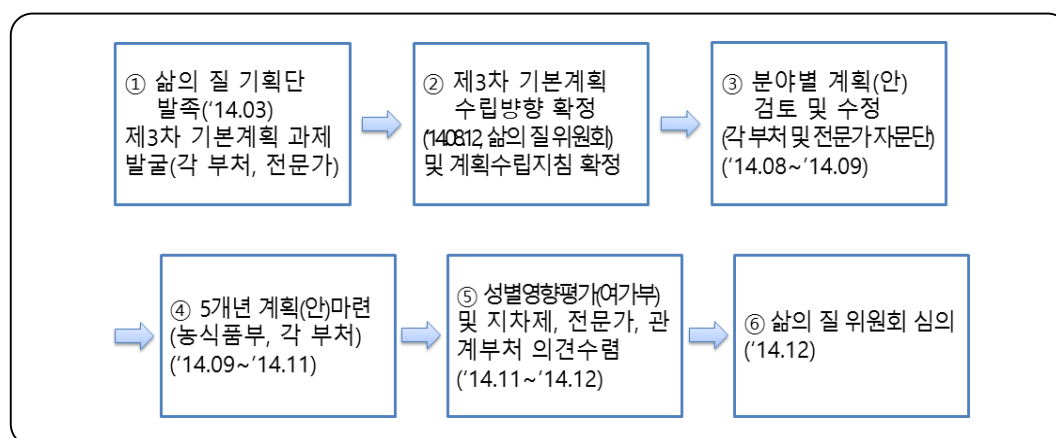 ① 삶의 질 기획단
발족(‘14.03)
제3차 기본계획 과제
발굴(각 부처, 전문가)
② 제3차 기본계획
수립뱡향 확정
(‘14.08.12, 삶의 질 위원회)
및 계획수립지침 확정
③ 분야별 계획(안)
검토 및 수정
(각 부처 및 전문가 자문단)
(‘14.08~‘14.09)
④ 5개년 계획(안)마련
(농식품부, 각 부처)
(‘14.09~’14.11)
⑤ 성별영향평가(여가부)
및 지차제, 전문가, 관
계부처 의견수렴
(‘14.11~‘14.12)
⑥ 삶의 질 위원회 심의
(‘14.12)